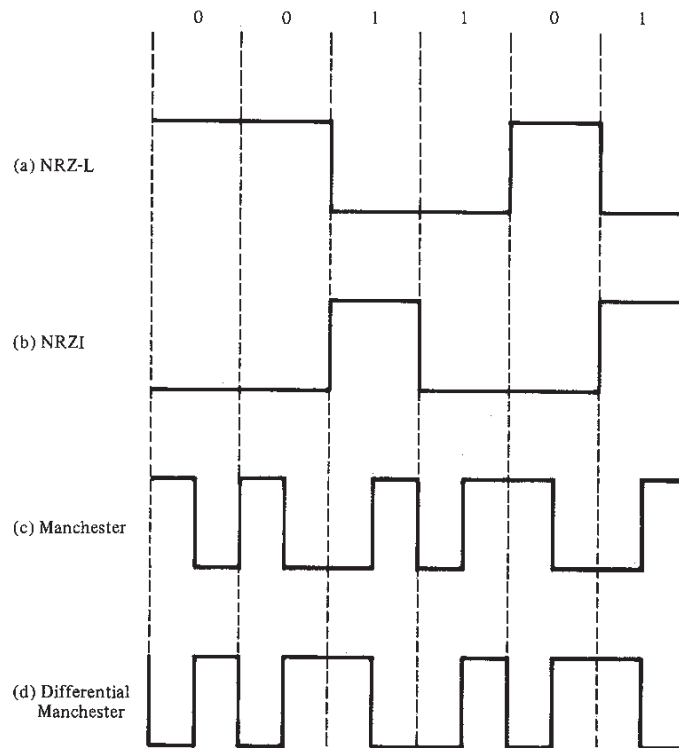 0 0 1 1 0 1
(a) NRZ-L
(b) NRZI
(c) Manchester
(d) Differential
Manchester